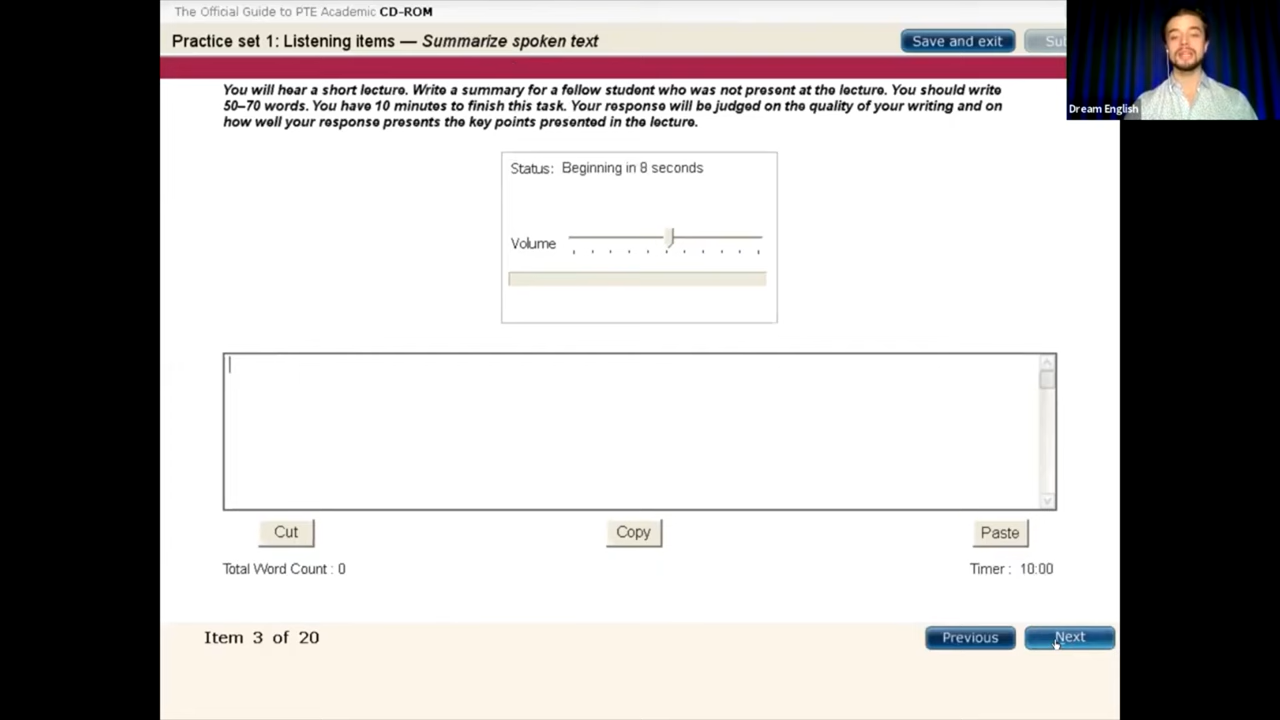 The Official Guide to PTE Academic CD-ROM
Practice set 1: Listening items — Summarize spoken text
Save and exit
Dream English
You will hear a short lecture. Write a summary for a fellow student who was not present at the lecture. You should write
50–70 words. You have 10 minutes to finish this task. Your response will be judged on the quality of your writing and on
how well your response presents the key points presented in the lecture.
Status: Beginning in 8 seconds
Volume
Cut
Copy
Paste
Total Word Count : 0
Timer : 10:00
Item 3 of 20
Previous
Next